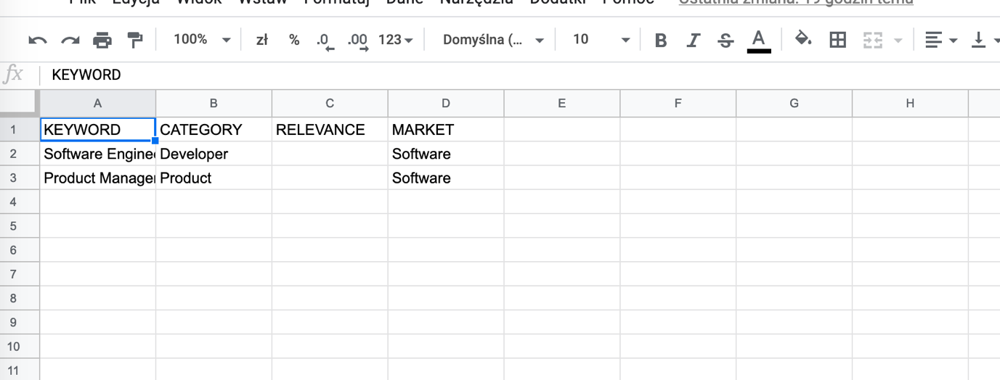 Plik Edycja Widok Wstaw Formatuj Dane Narzędzia Dodatki Pomoc Ostatnia zmiana: 19 godzin temu
100% zł % .0 .00 123 Domyślna (... 10 B I S A
fx KEYWORD
A B C D E F G H
1 KEYWORD CATEGORY RELEVANCE MARKET
2 Software Enginee Developer Software
3 Product Manager Product Software
4
5
6
7
8
9
10
11